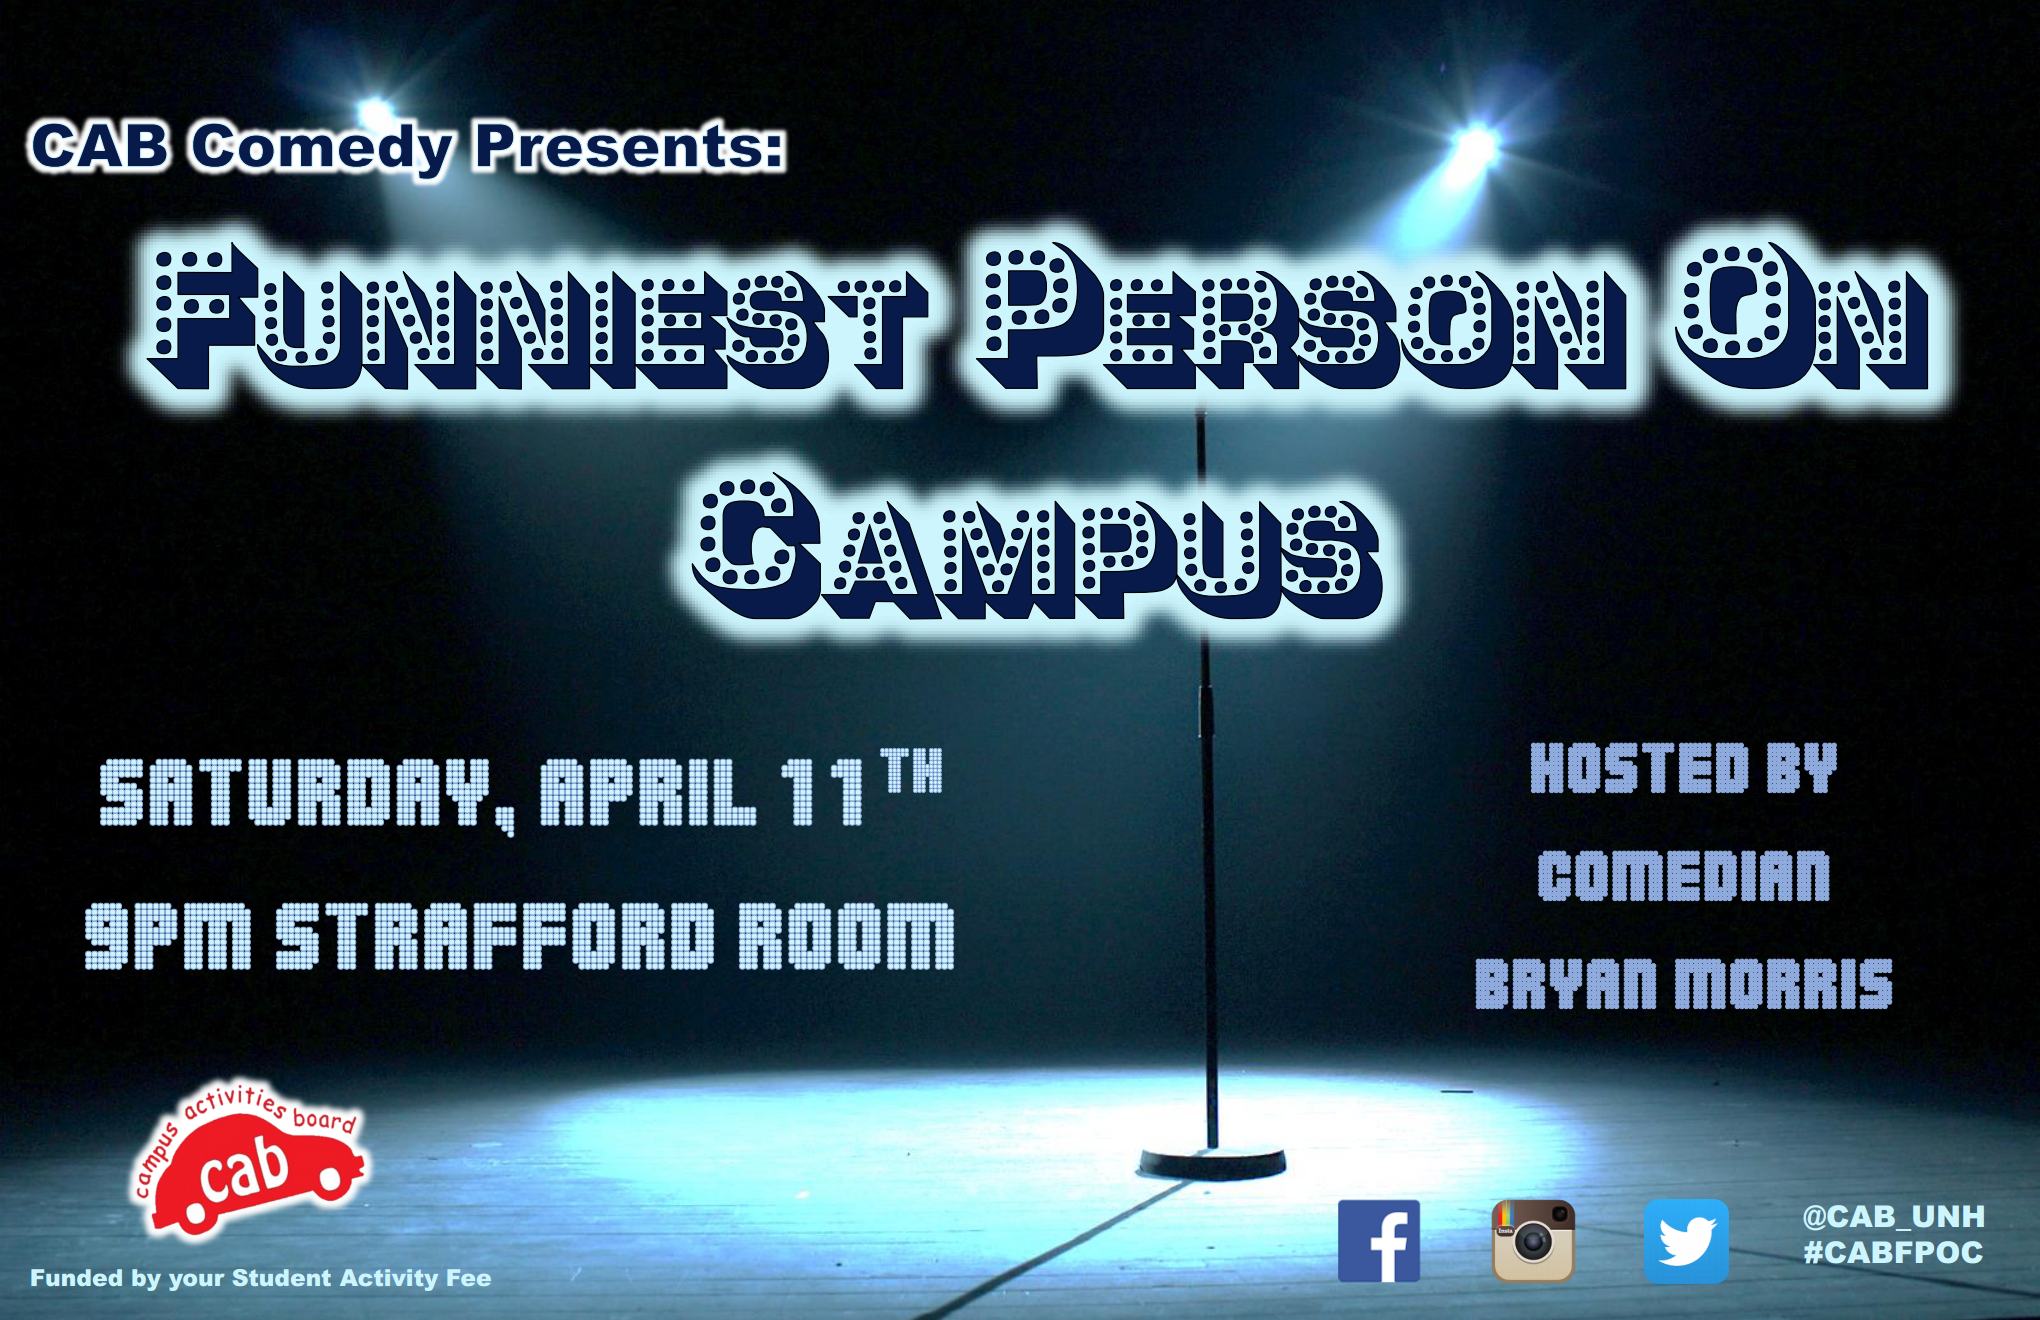 CAB Comedy Presents:
Funniest Person On
Campus
SATURDAY, APRIL 11TH
9PM STRAFFORD ROOM
HOSTED BY
COMEDIAN
BRYAN MORRIS
campus activities board
cab
Funded by your Student Activity Fee
Insta
@CAB_UNH
#CABFPOC